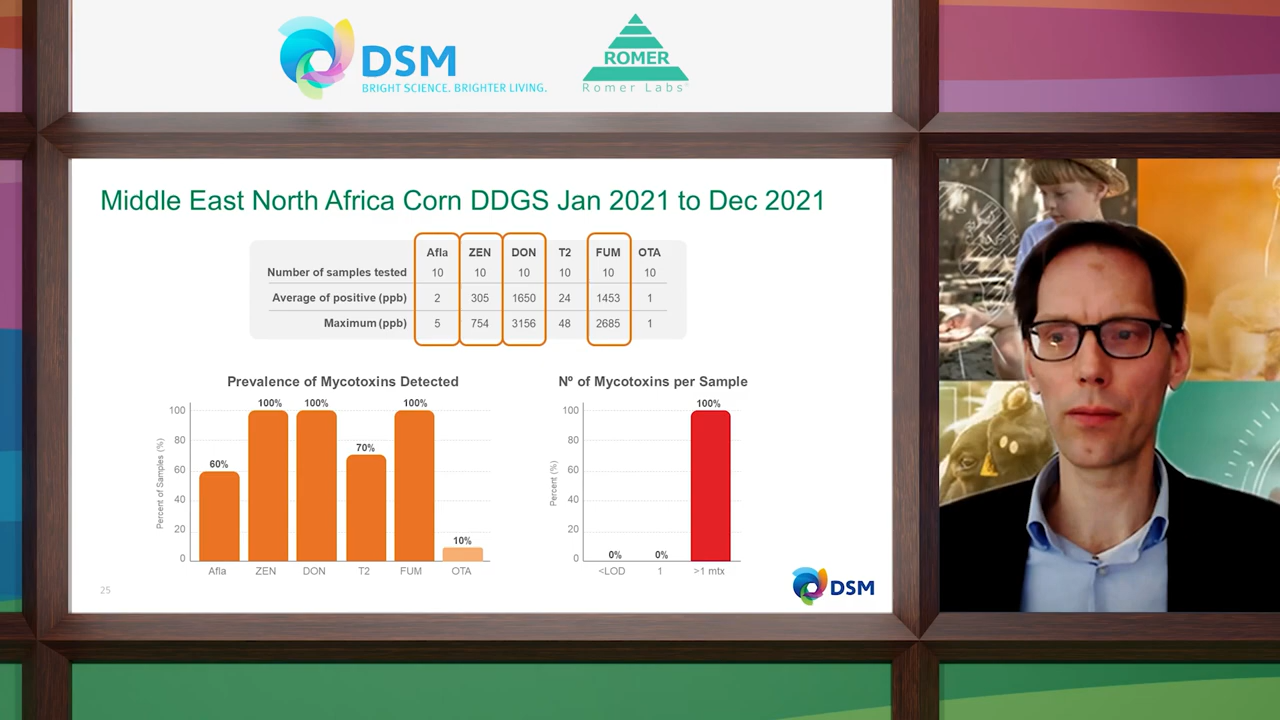 DSM
BRIGHT SCIENCE. BRIGHTER LIVING.
ROMER
Romer Labs
Middle East North Africa Corn DDGS Jan 2021 to Dec 2021
Afla ZEN DON T2 FUM OTA
Number of samples tested 10 10 10 10 10 10
Average of positive (ppb) 2 305 1650 24 1453 1
Maximum (ppb) 5 754 3156 48 2685 1
Prevalence of Mycotoxins Detected
Percent of Samples (%)
100
80
60
40
20
0
60% 100% 100% 70% 100% 10%
Afla ZEN DON T2 FUM OTA
Nº of Mycotoxins per Sample
Percent (%)
100
80
60
40
20
0
0% 0% 100%
<LOD 1 >1 mtx
25
DSM